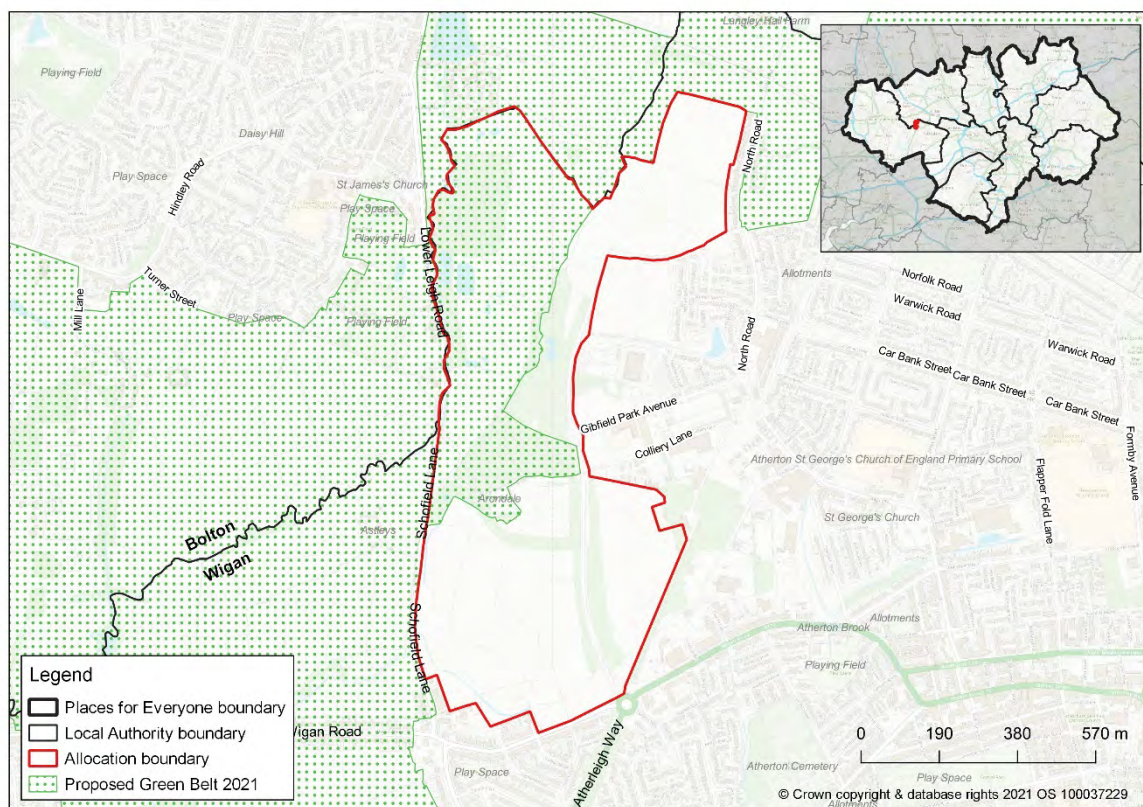 Langley Hall Farm
Playing Field
Daisy Hill
Hindley Road
Play Space
St James's Church
Play Space
Playing Field
North Road
Allotments
Norfolk Road
Warwick Road
Warwick Road
Lower Leigh Road
Turner Street
Mill Lane
Play Space
Playing Field
North Road
Car Bank Street
Car Bank Street
Car Bank Street
Gibfield Park Avenue
Colliery Lane
Formby Avenue
Atherton St George's Church of England Primary School
Flapper Fold Lane
Schofield Lane
Arondale
St George's Church
Astleys
Bolton
Wigan
Schofield Lane
Allotments
Atherton Brook
Playing Field
Legend
Places for Everyone boundary
Local Authority boundary
Allocation boundary
Proposed Green Belt 2021
Wigan Road
Atherleigh Way
Play Space
0 190 380 570 m
Atherton Cemetery
Play Space
© Crown copyright & database rights 2021 OS 100037229